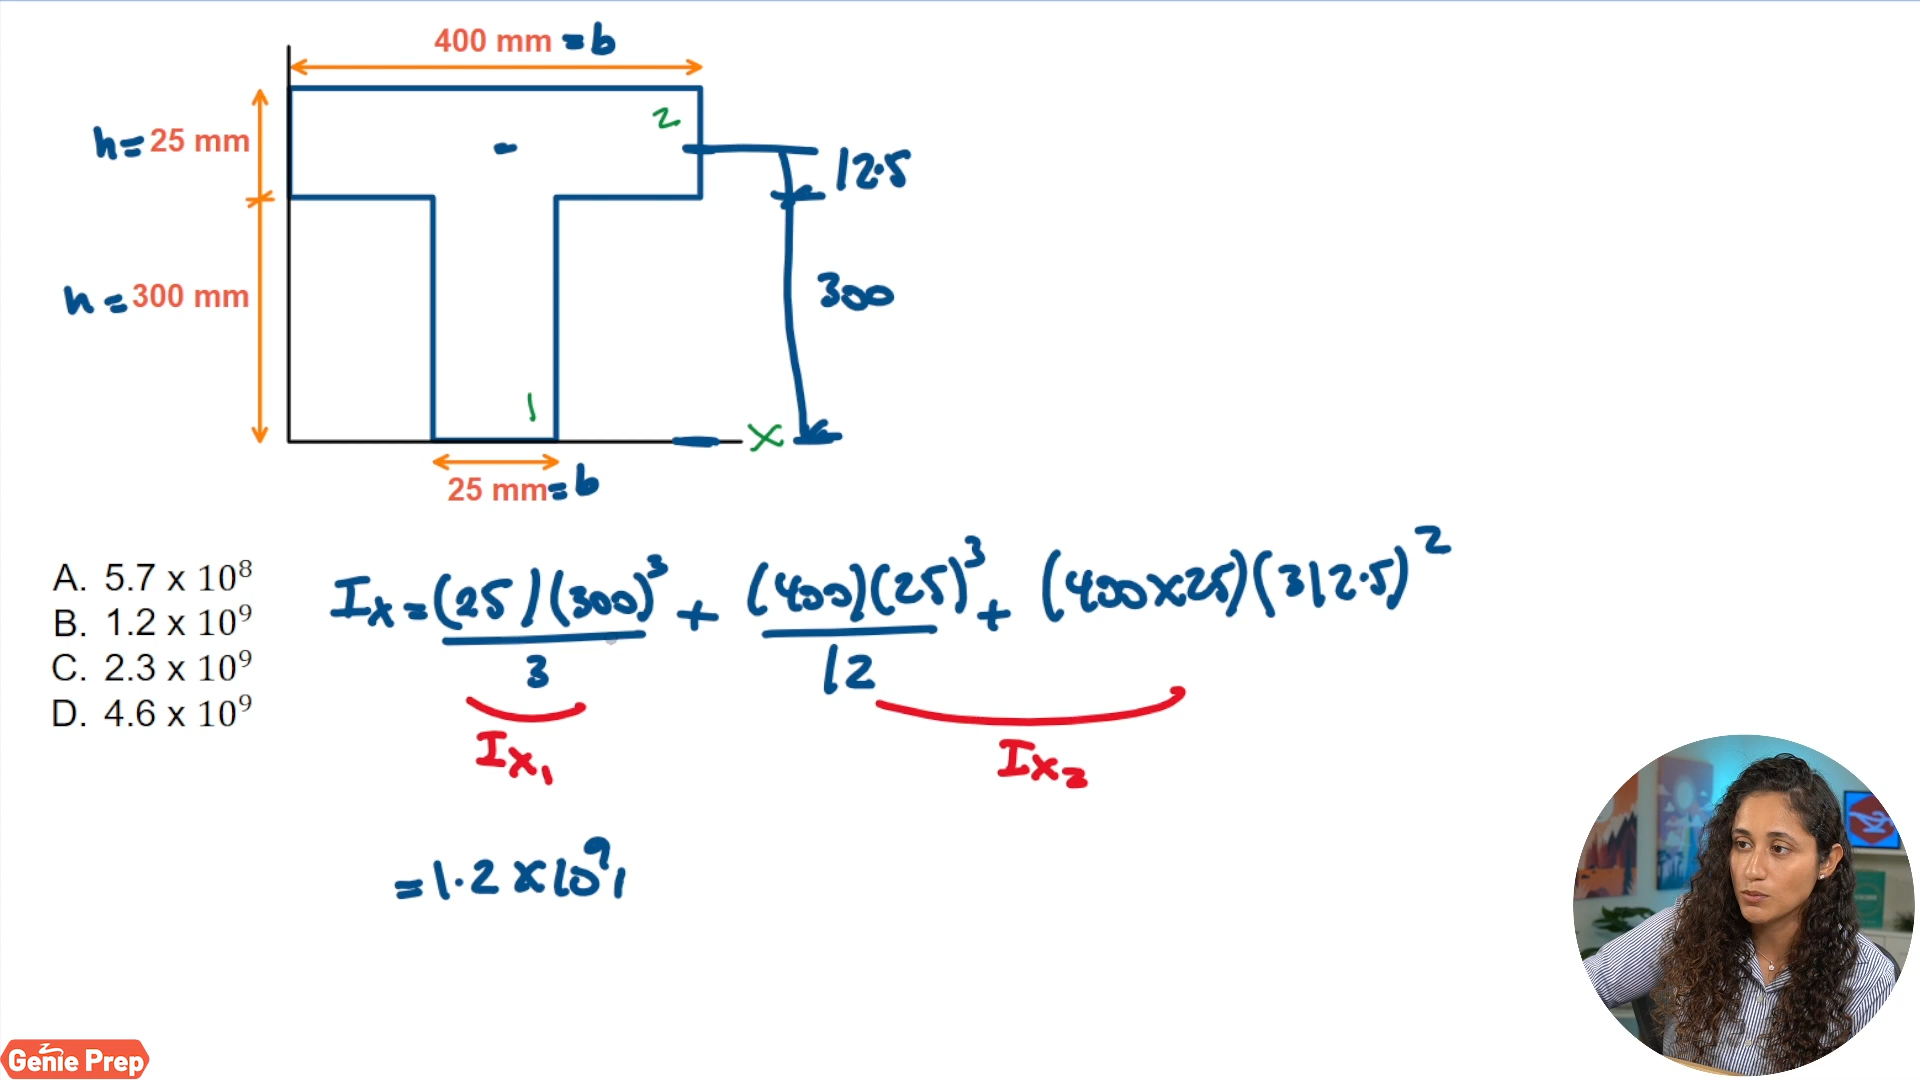 400 mm = b
2
h = 25 mm
12.5
h = 300 mm
300
1
x
25 mm = b
A. 5.7 x 10⁸
B. 1.2 x 10⁹
C. 2.3 x 10⁹
D. 4.6 x 10⁹
Iₓ = (25)(300)³/3 + (400)(25)³/12 + (400x25)(312.5)²
Iₓ₁
Iₓ₂
= 1.2 x 10⁹
Genie Prep